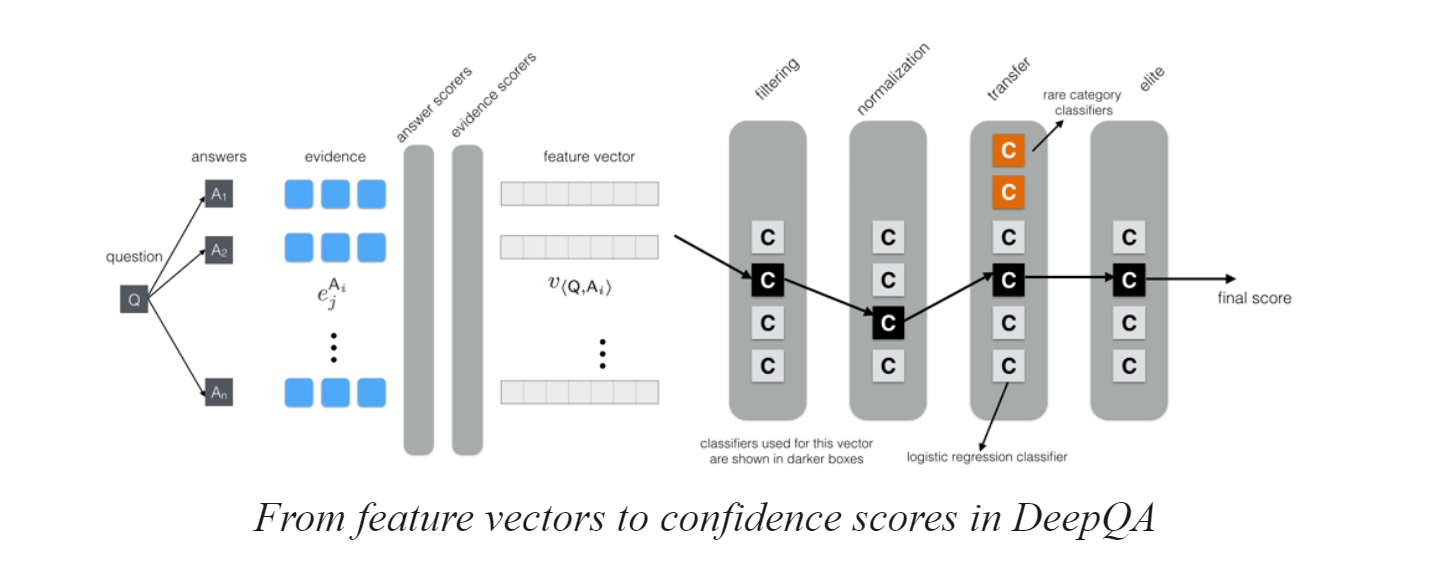 answers
evidence
answer scorers
evidence scorers
feature vector
filtering
normalization
transfer
elite
rare category
classifiers
question
Q
A1
A2
An
e_j^{A_i}
⋮
v⟨Q,Aᵢ⟩
⋮
C C C C
C C C C
C C C C C C
C C C C
final score
classifiers used for this vector
are shown in darker boxes
logistic regression classifier
From feature vectors to confidence scores in DeepQA